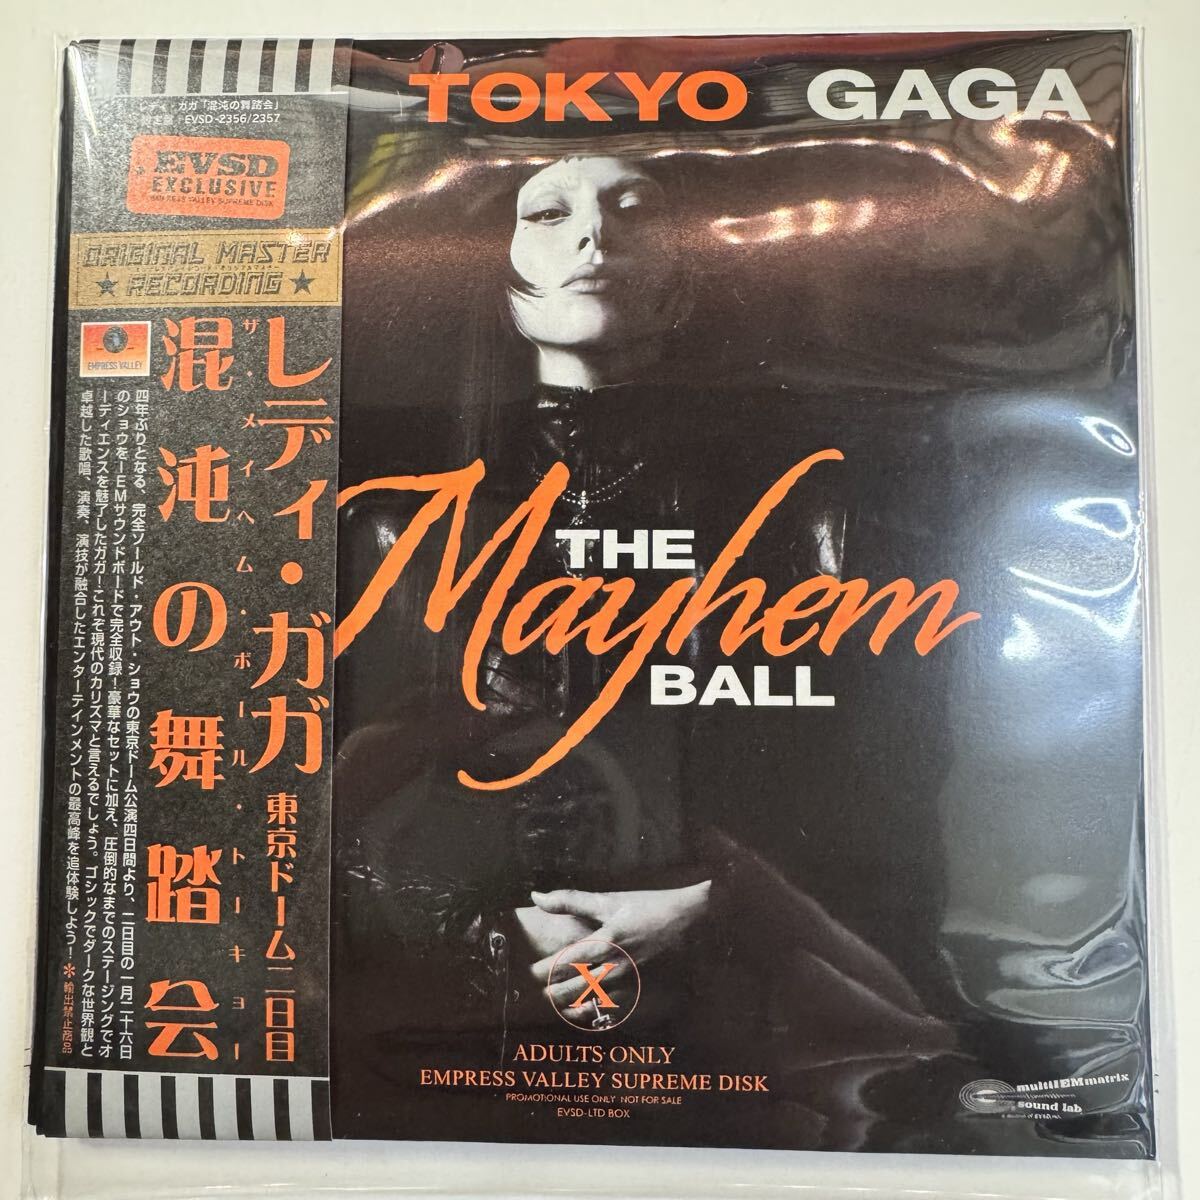 TOKYO GAGA
レディ・ガガ「混沌の舞踏会」
限定盤 EVSD-2356/2357
EVSD
EXCLUSIVE
EMPRESS VALLEY SUPREME DISK
ORIGINAL MASTER
RECORDING
EMPRESS VALLEY
レディ・ガガ 東京ドーム二日目
ザ・メイヘム・ボール・トーキョー
混沌の舞踏会
四年ぶりとなる、完全ソールド・アウト・ショウの東京ドーム公演四日間より、二日目の一月二十六日
のショウをIEMサウンドボードで完全収録！豪華なセットに加え、圧倒的なまでのステージングでオ
ーディエンスを魅了したガガ！これぞ現代のカリスマと言えるでしょう。ゴシックでダークな世界観と
卓越した歌唱、演奏、演技が融合したエンターテインメントの最高峰を追体験しよう！ ＊輸出禁止商品
THE
Mayhem
BALL
X
ADULTS ONLY
EMPRESS VALLEY SUPREME DISK
PROMOTIONAL USE ONLY NOT FOR SALE
EVSD-LTD BOX
multiIEMmatrix
sound lab